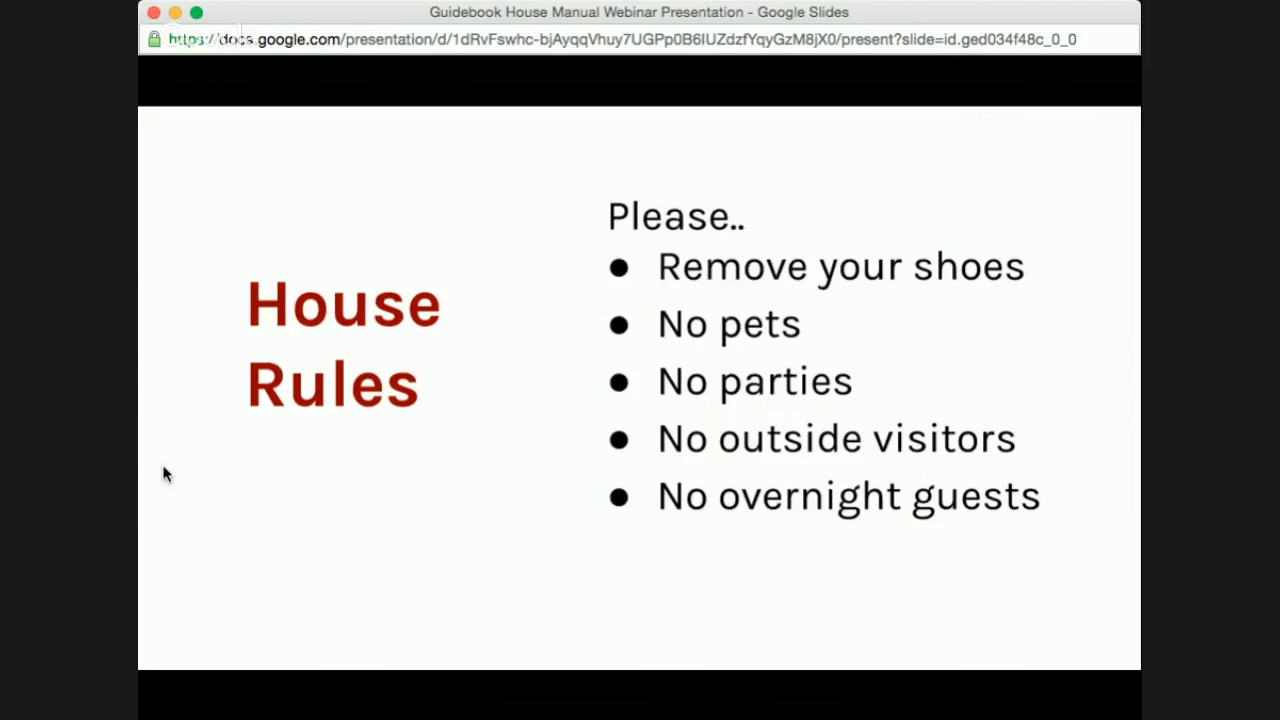 Guidebook House Manual Webinar Presentation - Google Slides
https://docs.google.com/presentation/d/1dRvFswhc-bjAyqqVhuy7UGPp0B6IUZdzfYqyGzM8jX0/present?slide=id.ged034f48c_0_0
House
Rules
Please..
● Remove your shoes
● No pets
● No parties
● No outside visitors
● No overnight guests